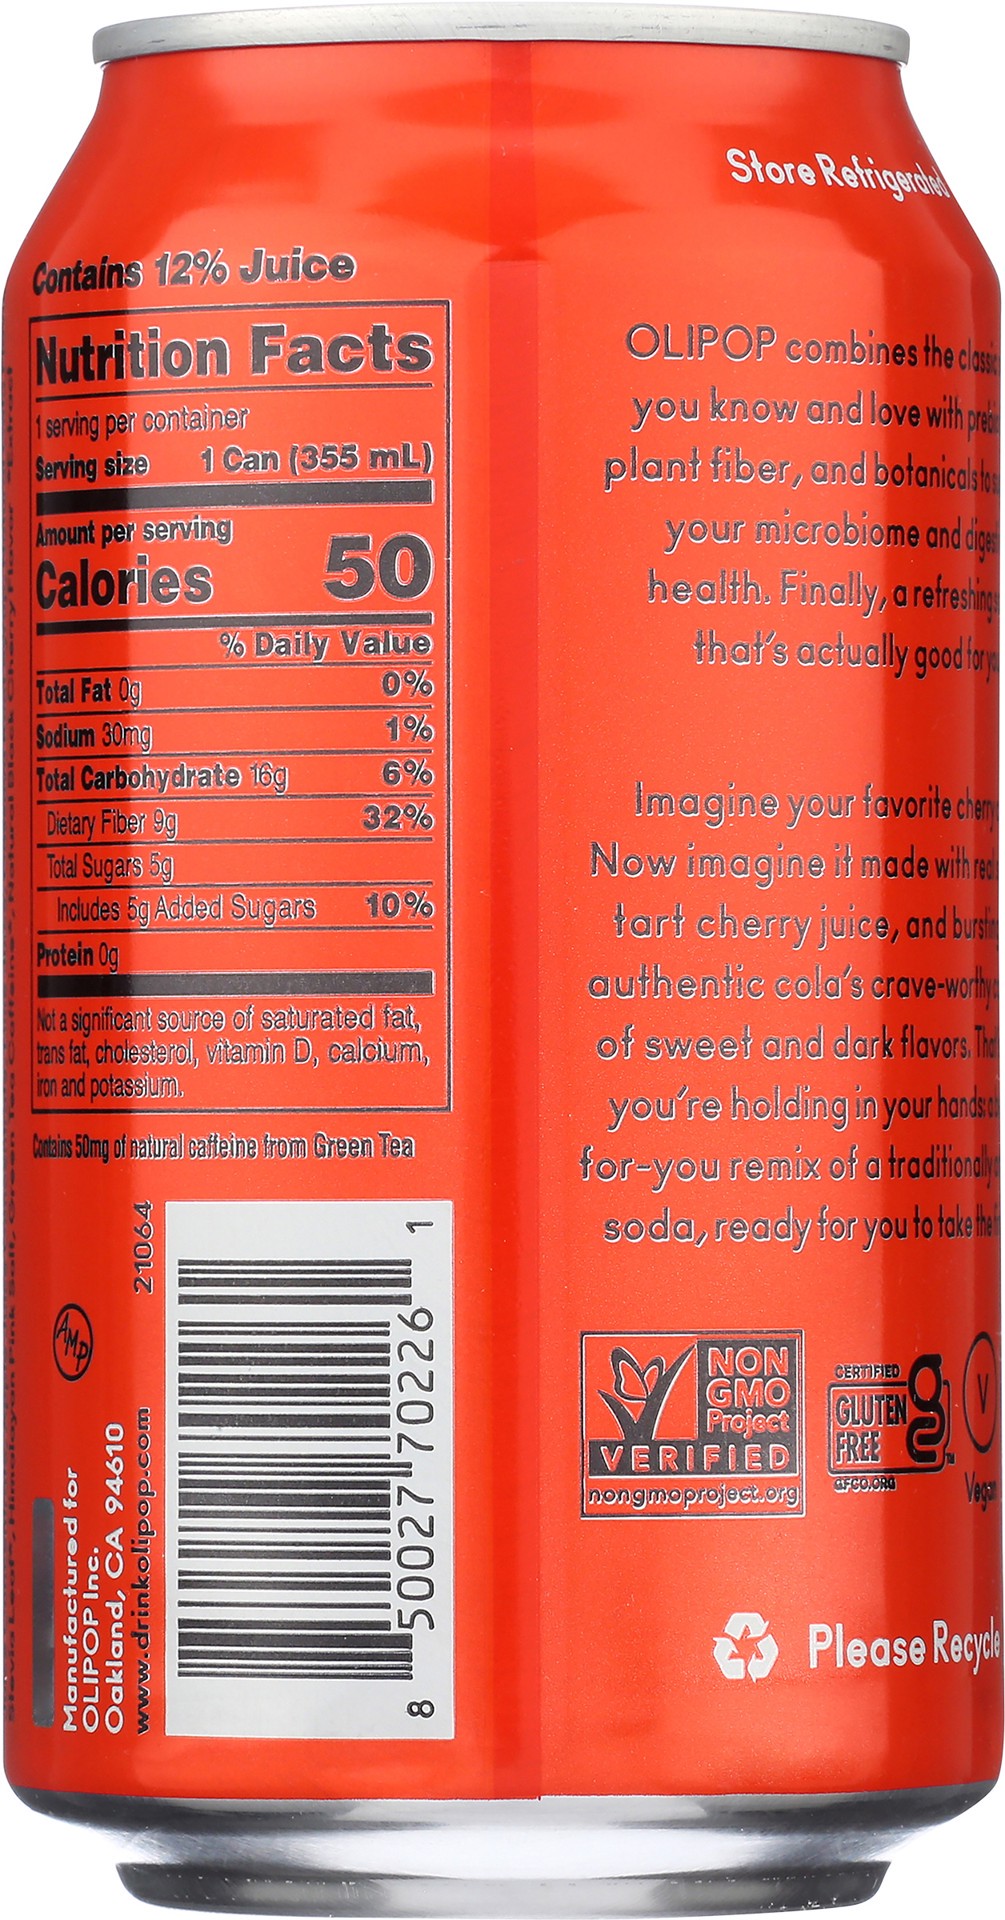 Store Refrigerated
Contains 12% Juice
Nutrition Facts
1 serving per container
Serving size 1 Can (355 mL)
Amount per serving
Calories 50
% Daily Value
Total Fat 0g 0%
Sodium 30mg 1%
Total Carbohydrate 16g 6%
Dietary Fiber 9g 32%
Total Sugars 5g
Includes 5g Added Sugars 10%
Protein 0g
Not a significant source of saturated fat,
trans fat, cholesterol, vitamin D, calcium,
iron and potassium.
Contains 50mg of natural caffeine from Green Tea
21064
AMP
Manufactured for
OLIPOP Inc.
Oakland, CA 94610
www.drinkolipop.com
8 50027 70226 1
OLIPOP combines the classic
you know and love with
plant fiber, and botanicals to
your microbiome and
health. Finally, a refreshing
that's actually good for
Imagine your favorite cherry
Now imagine it made with real
tart cherry juice, and
authentic cola's crave-worthy
of sweet and dark flavors.
you're holding in your hands:
for-you remix of a traditionally
soda, ready for you to take the
NON
GMO
Project
VERIFIED
nongmoproject.org
CERTIFIED
GLUTEN
FREE
GFCO.ORG
V
Vegan
Please Recycle